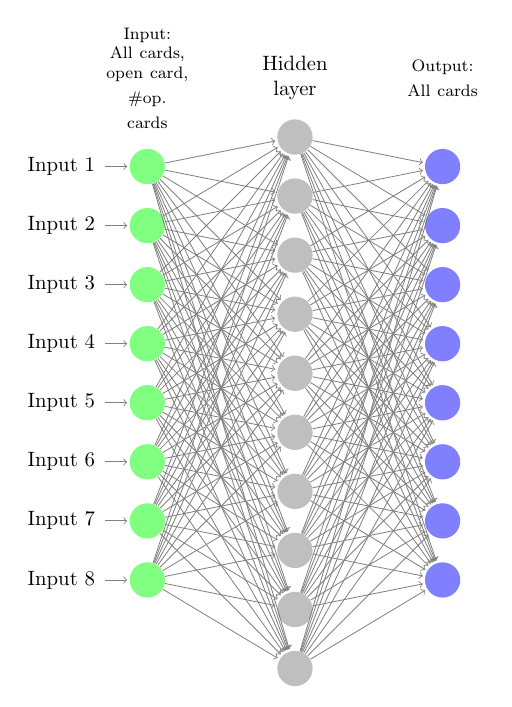 Input:
All cards,
open card,
#op.
cards
Hidden
layer
Output:
All cards
Input 1
Input 2
Input 3
Input 4
Input 5
Input 6
Input 7
Input 8